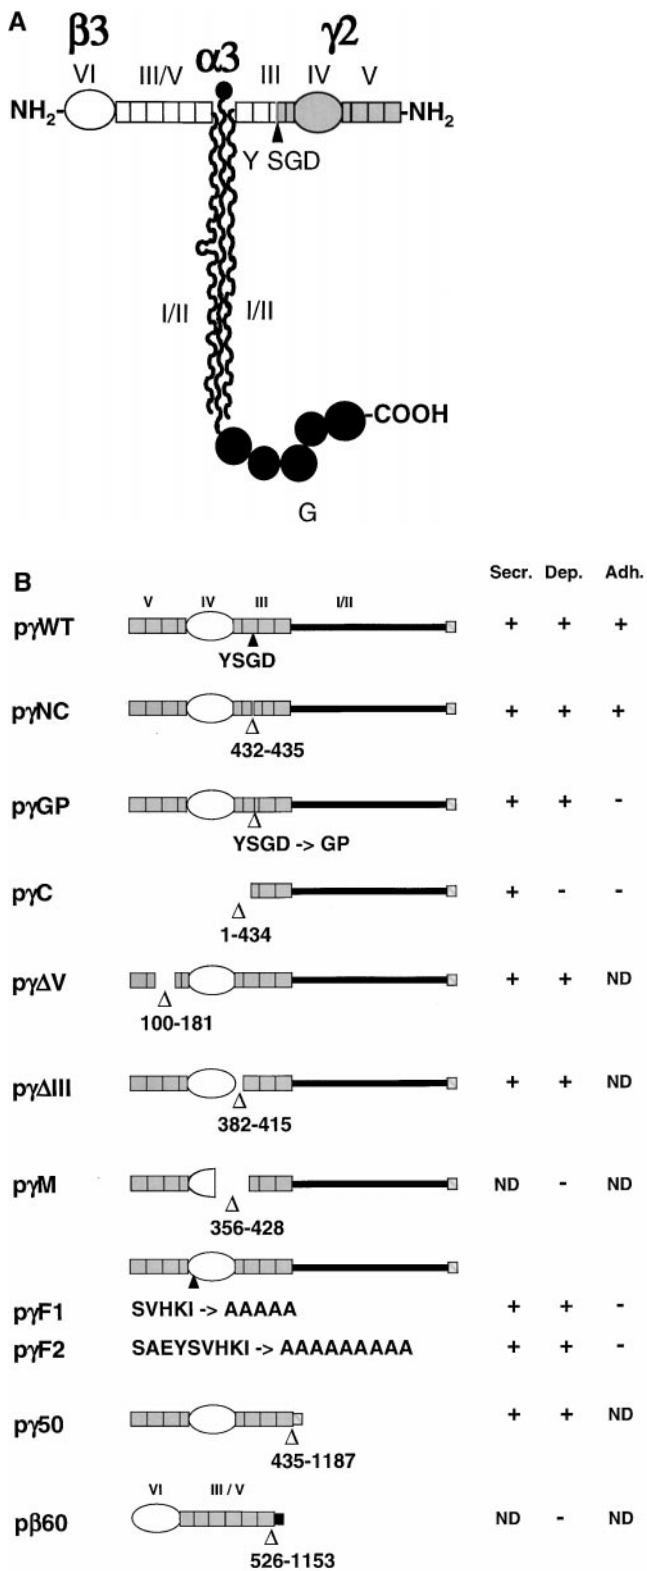 A
β3 γ2
α3
VI III/V III IV V
NH2- -NH2
Y SGD
I/II I/II
-COOH
G
B
Secr. Dep. Adh.
V IV III I/II
pγWT + + +
YSGD
pγNC + + +
Δ
432-435
pγGP + + -
Δ
YSGD -> GP
pγC + - -
Δ
1-434
pγΔV + + ND
Δ
100-181
pγΔIII + + ND
Δ
382-415
pγM ND - ND
Δ
356-428
pγF1 SVHKI -> AAAAA + + -
pγF2 SAEYSVHKI -> AAAAAAAAA + + -
pγ50 + + ND
Δ
435-1187
VI III / V
pβ60 ND - ND
Δ
526-1153